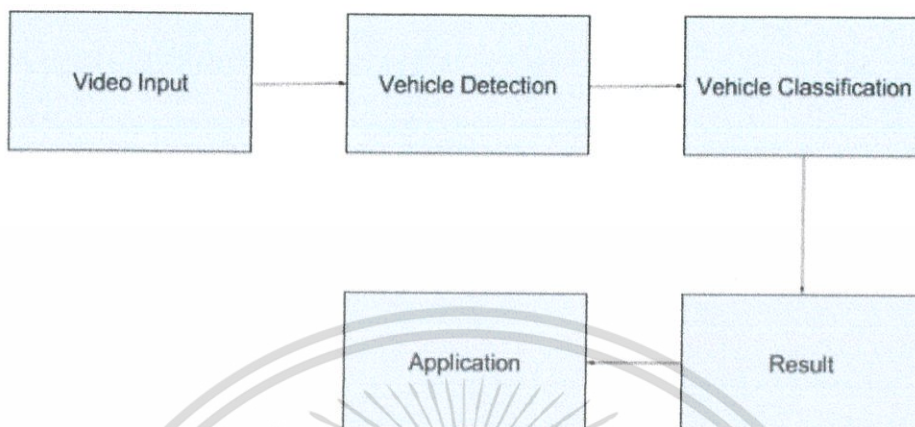 Video Input
Vehicle Detection
Vehicle Classification
Result
Application